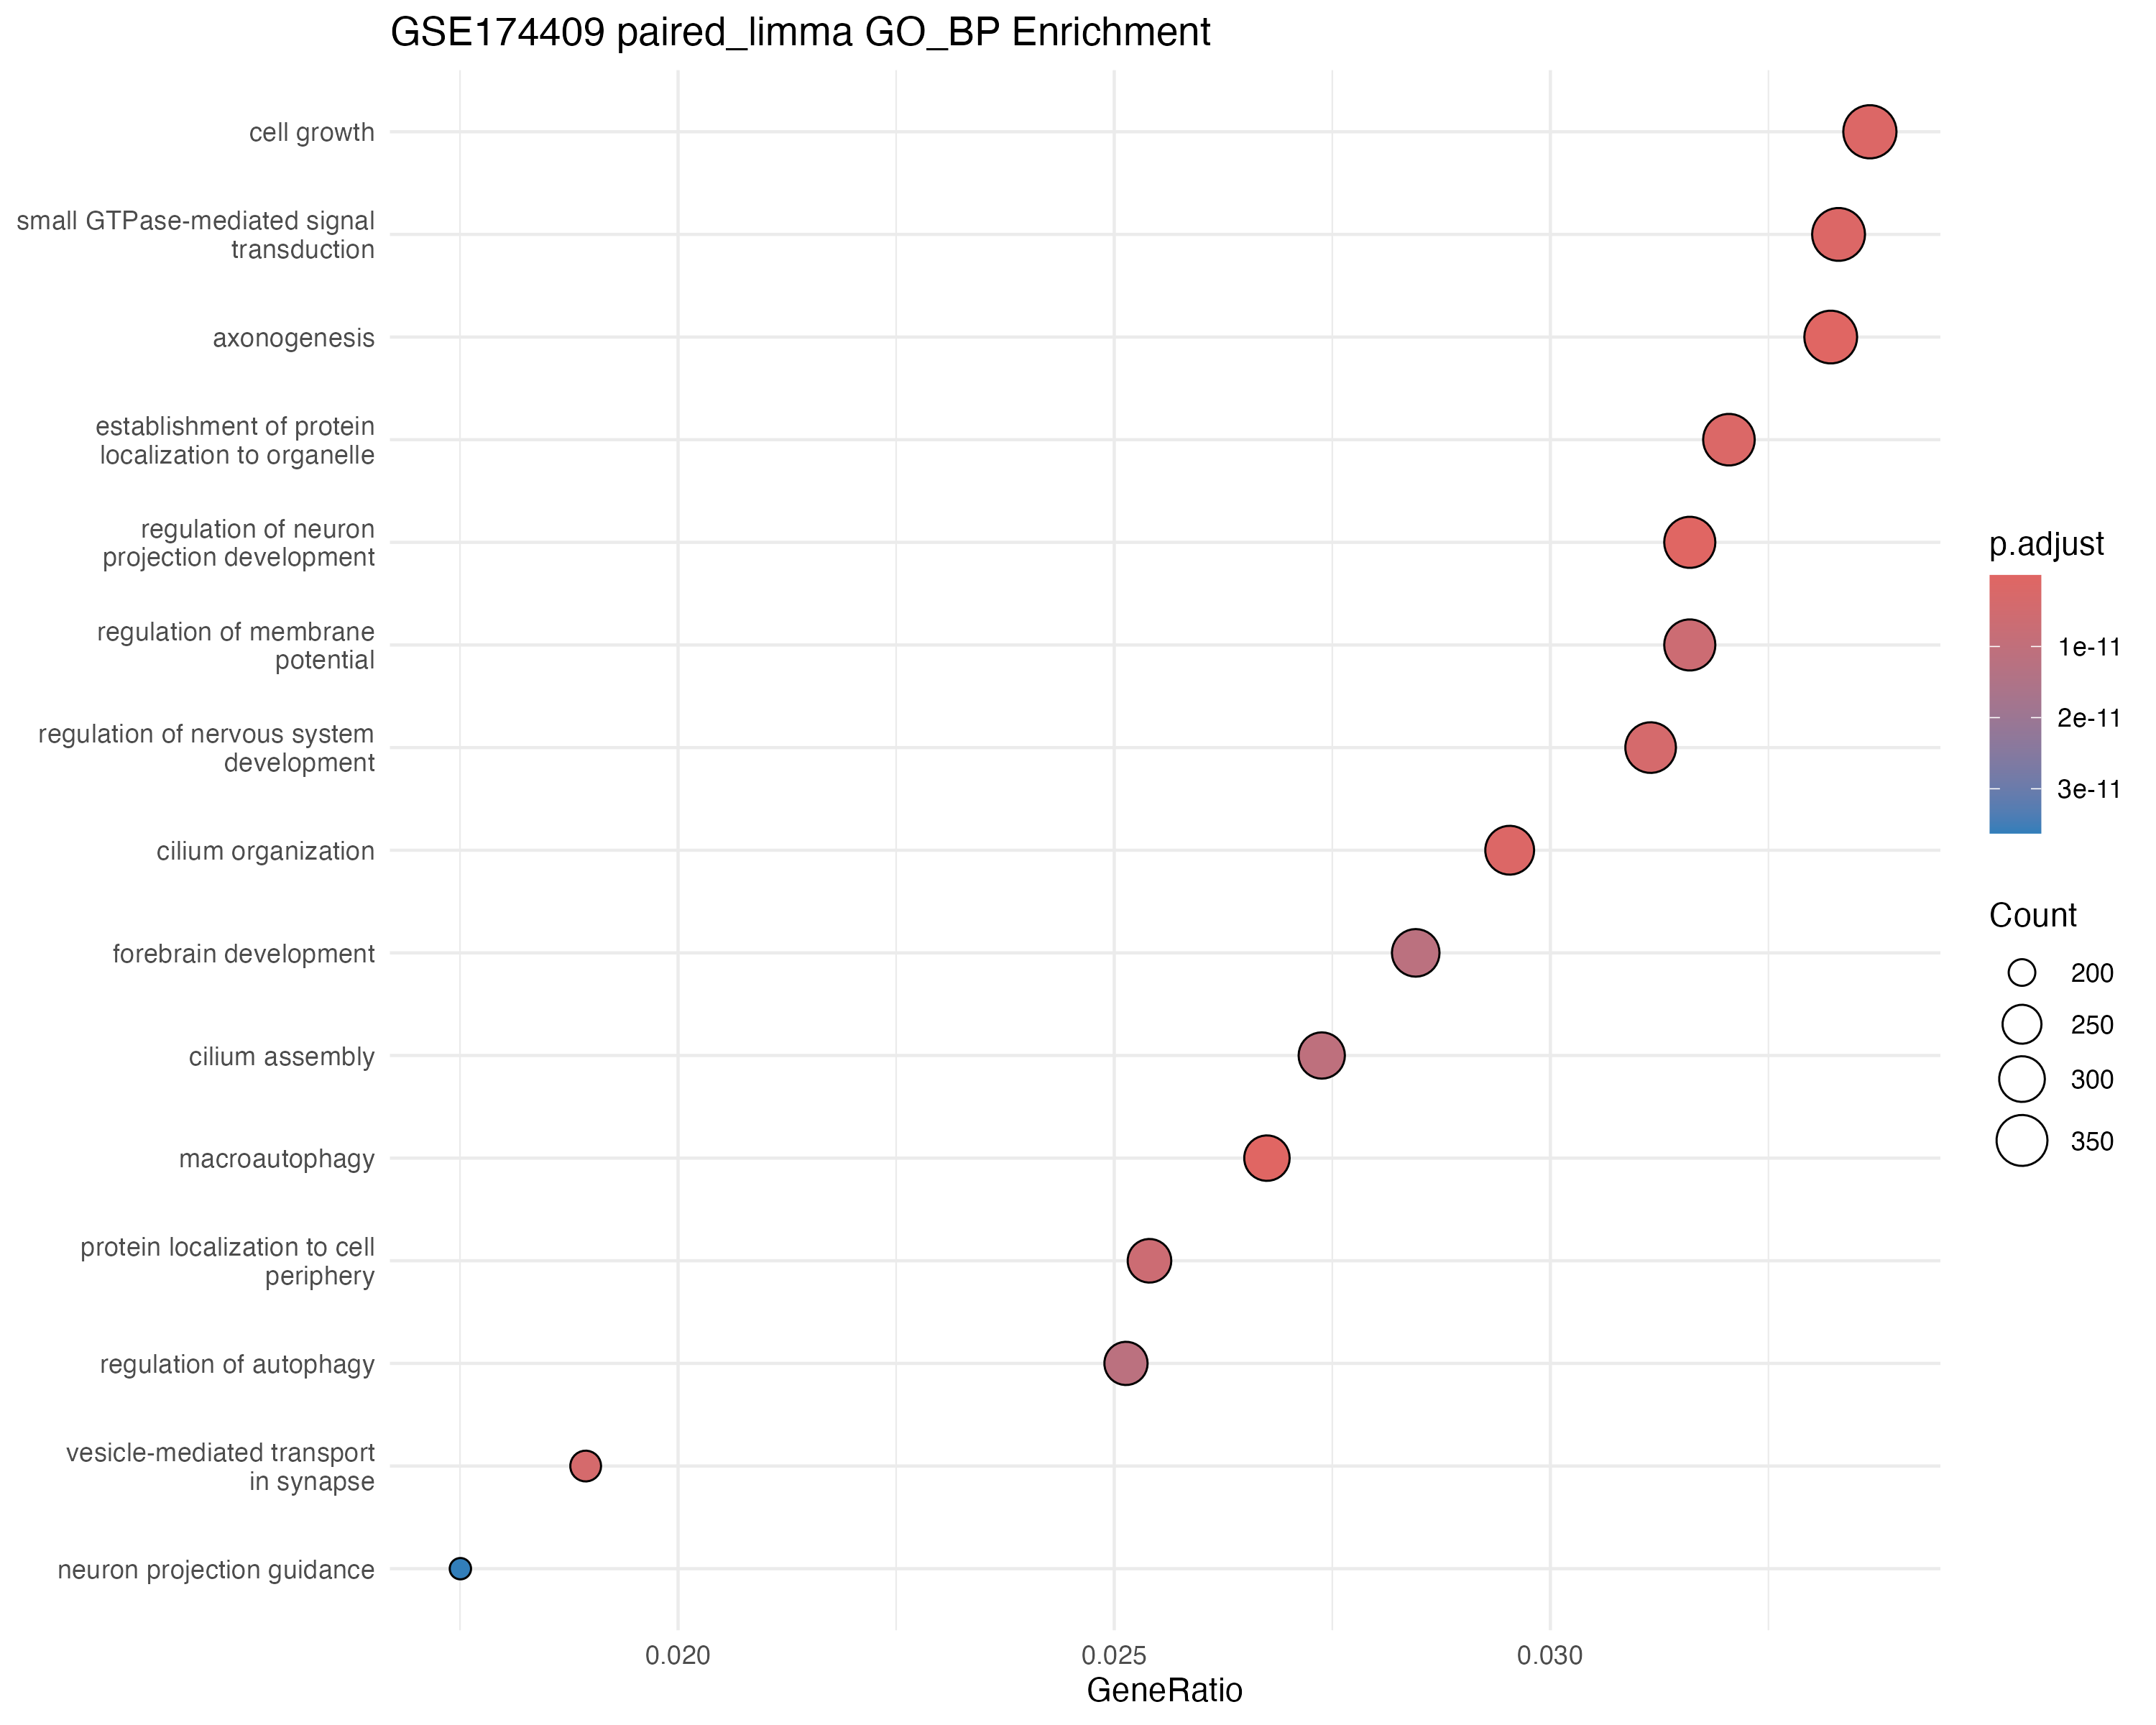 GSE174409 paired_limma GO_BP Enrichment
cell growth
small GTPase-mediated signal
transduction
axonogenesis
establishment of protein
localization to organelle
regulation of neuron
projection development
regulation of membrane
potential
regulation of nervous system
development
cilium organization
forebrain development
cilium assembly
macroautophagy
protein localization to cell
periphery
regulation of autophagy
vesicle-mediated transport
in synapse
neuron projection guidance
0.020
0.025
0.030
GeneRatio
p.adjust
1e-11
2e-11
3e-11
Count
200
250
300
350